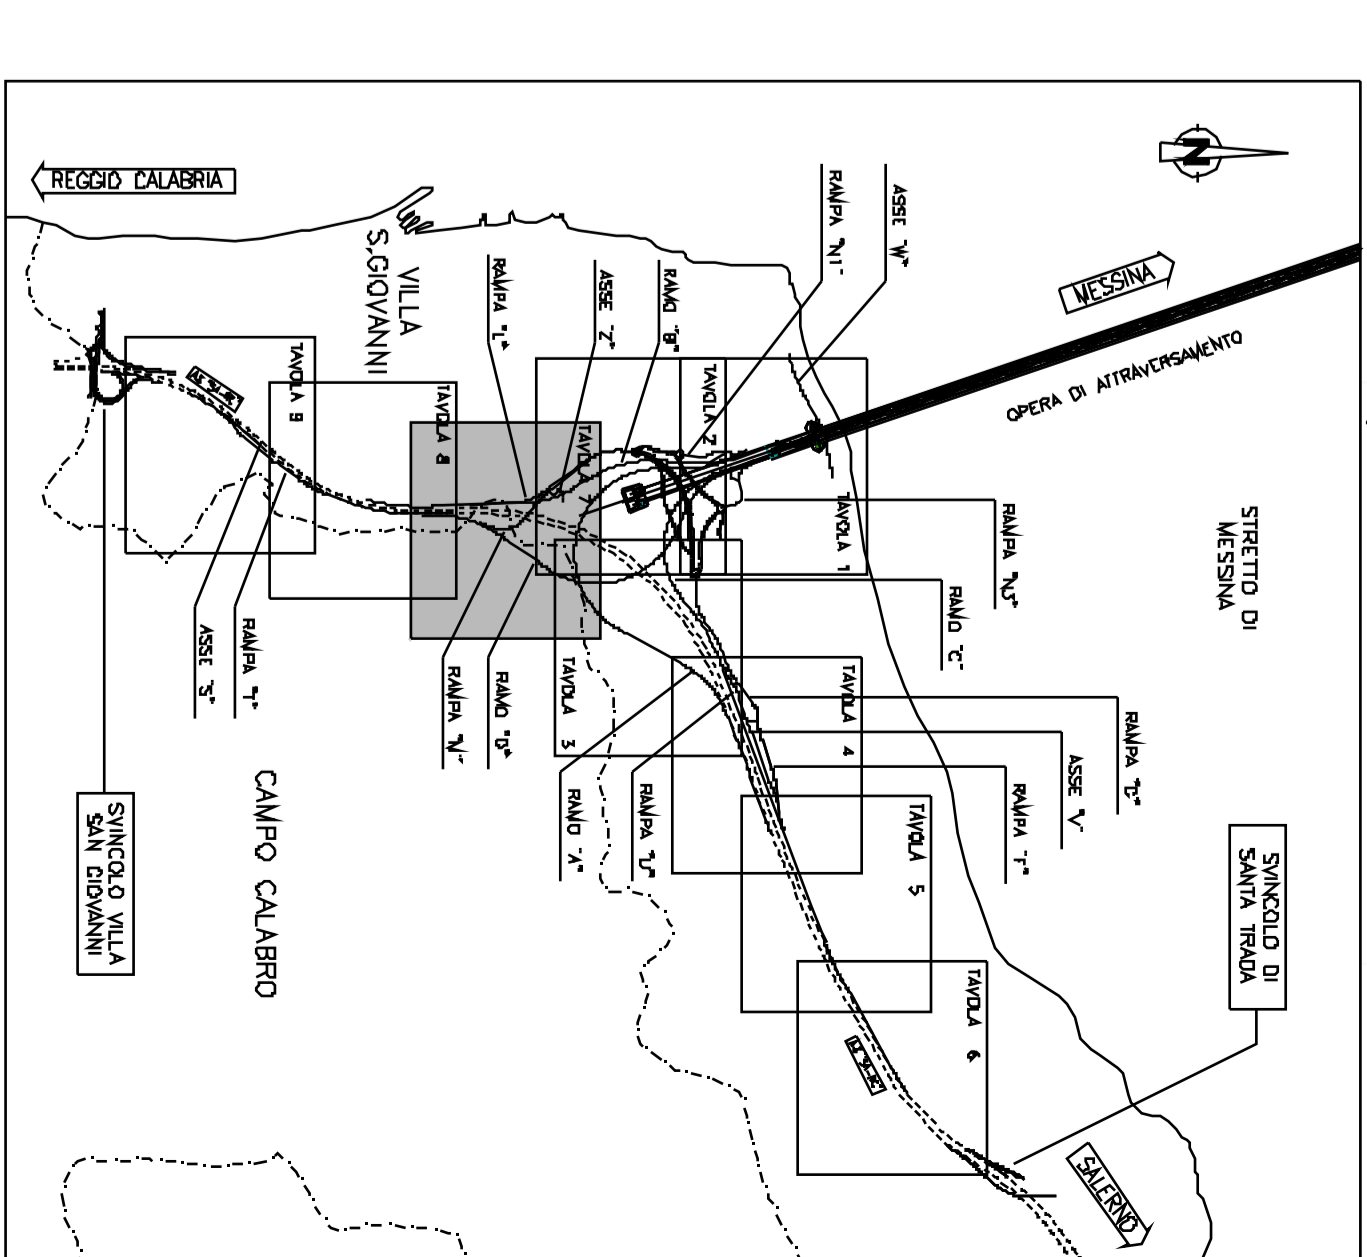 N
REGGIO CALABRIA
MESSINA
OPERA DI ATTRAVERSAMENTO
RAMPA "N1"
ASSE "W"
VILLA
S.GIOVANNI
RAMPA "L"
ASSE "Z"
RAMO "B"
TAVOLA 9
TAVOLA 8
TAVOLA 7
TAVOLA 2
TAVOLA 1
RAMPA
RAMO "C"
STRETTO DI
MESSINA
ASSE "S"
RAMPA "T"
RAMPA
RAMO
TAVOLA 3
TAVOLA 4
RAMPA
ASSE "V"
RAMPA "F"
RAMO "A"
RAMPA "U"
TAVOLA 5
CAMPO CALABRO
SVINCOLO VILLA
SAN GIOVANNI
SVINCOLO DI
SANTA TRADA
TAVOLA 6
SALERNO